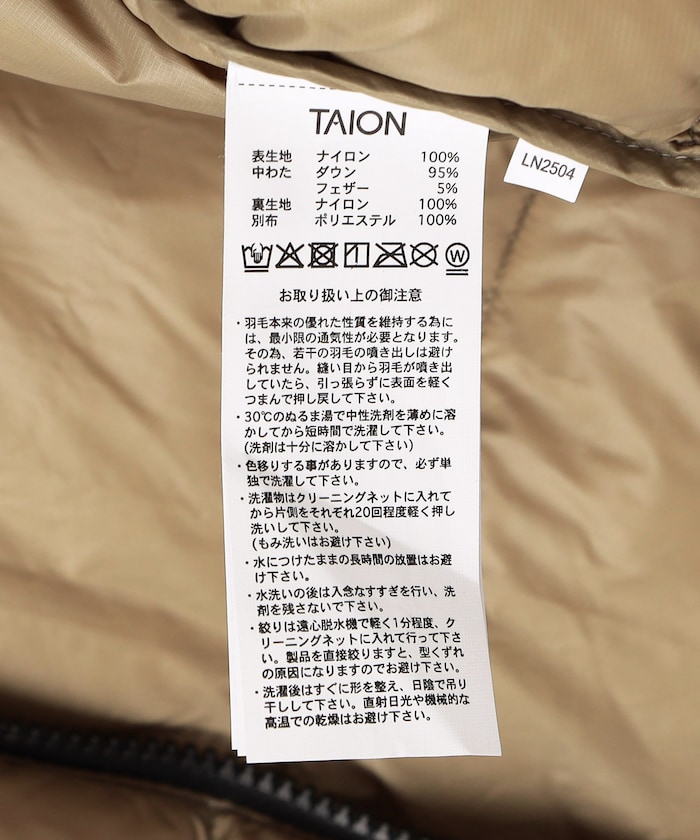 TAION
表生地 ナイロン 100%
中わた ダウン 95%
フェザー 5%
裏生地 ナイロン 100%
別布 ポリエステル 100%
LN2504
W
お取り扱い上の御注意
・羽毛本来の優れた性質を維持する為に
は、最小限の通気性が必要となります。
その為、若干の羽毛の噴き出しは避け
られません。縫い目から羽毛が噴き出
していたら、引っ張らずに表面を軽く
つまんで押し戻して下さい。
・30℃のぬるま湯で中性洗剤を薄めに溶
かしてから短時間で洗濯して下さい。
(洗剤は十分に溶かして下さい)
・色移りする事がありますので、必ず単
独で洗濯して下さい。
・洗濯物はクリーニングネットに入れて
から片側をそれぞれ20回程度軽く押し
洗いして下さい。
(もみ洗いはお避け下さい)
・水につけたままの長時間の放置はお避
け下さい。
・水洗いの後は入念なすすぎを行い、洗
剤を残さないで下さい。
・絞りは遠心脱水機で軽く1分程度、ク
リーニングネットに入れて行って下さ
い。製品を直接絞りますと、型くずれ
の原因になりますのでお避け下さい。
・洗濯後はすぐに形を整え、日陰で吊り
干しして下さい。直射日光や機械的な
高温での乾燥はお避け下さい。